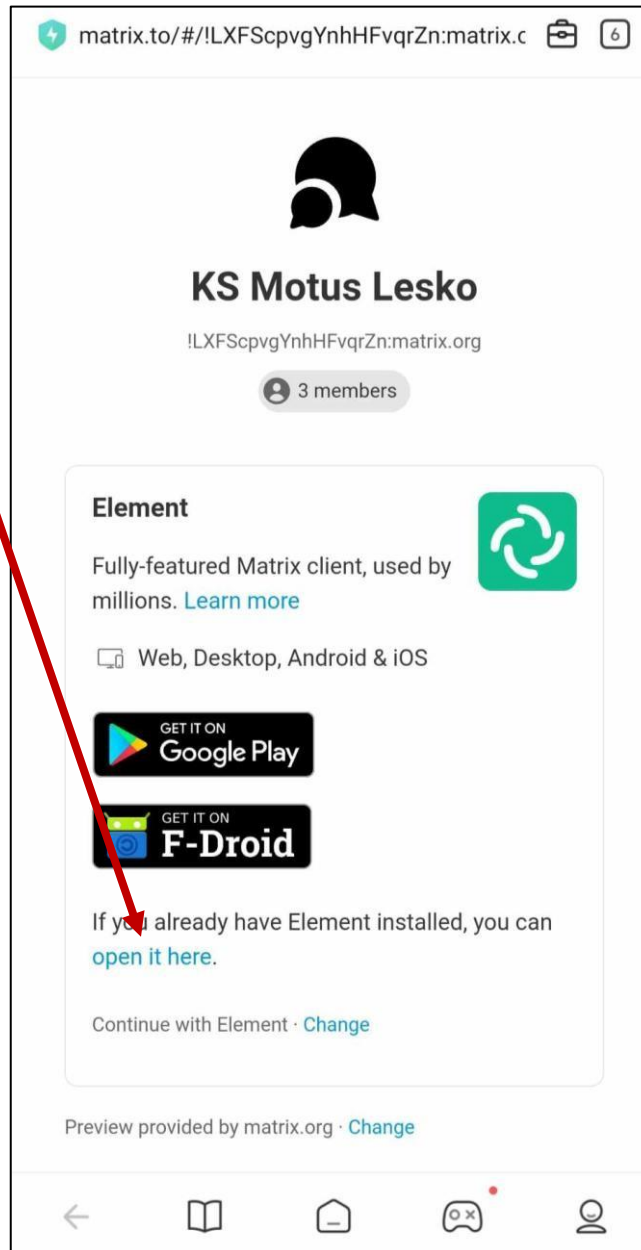 matrix.to/#/!LXFScpvgYnhHFvqrZn:matrix.c
6
KS Motus Lesko
!LXFScpvgYnhHFvqrZn:matrix.org
3 members
Element
Fully-featured Matrix client, used by
millions. Learn more
Web, Desktop, Android & iOS
GET IT ON
Google Play
GET IT ON
F-Droid
If you already have Element installed, you can
open it here.
Continue with Element · Change
Preview provided by matrix.org · Change